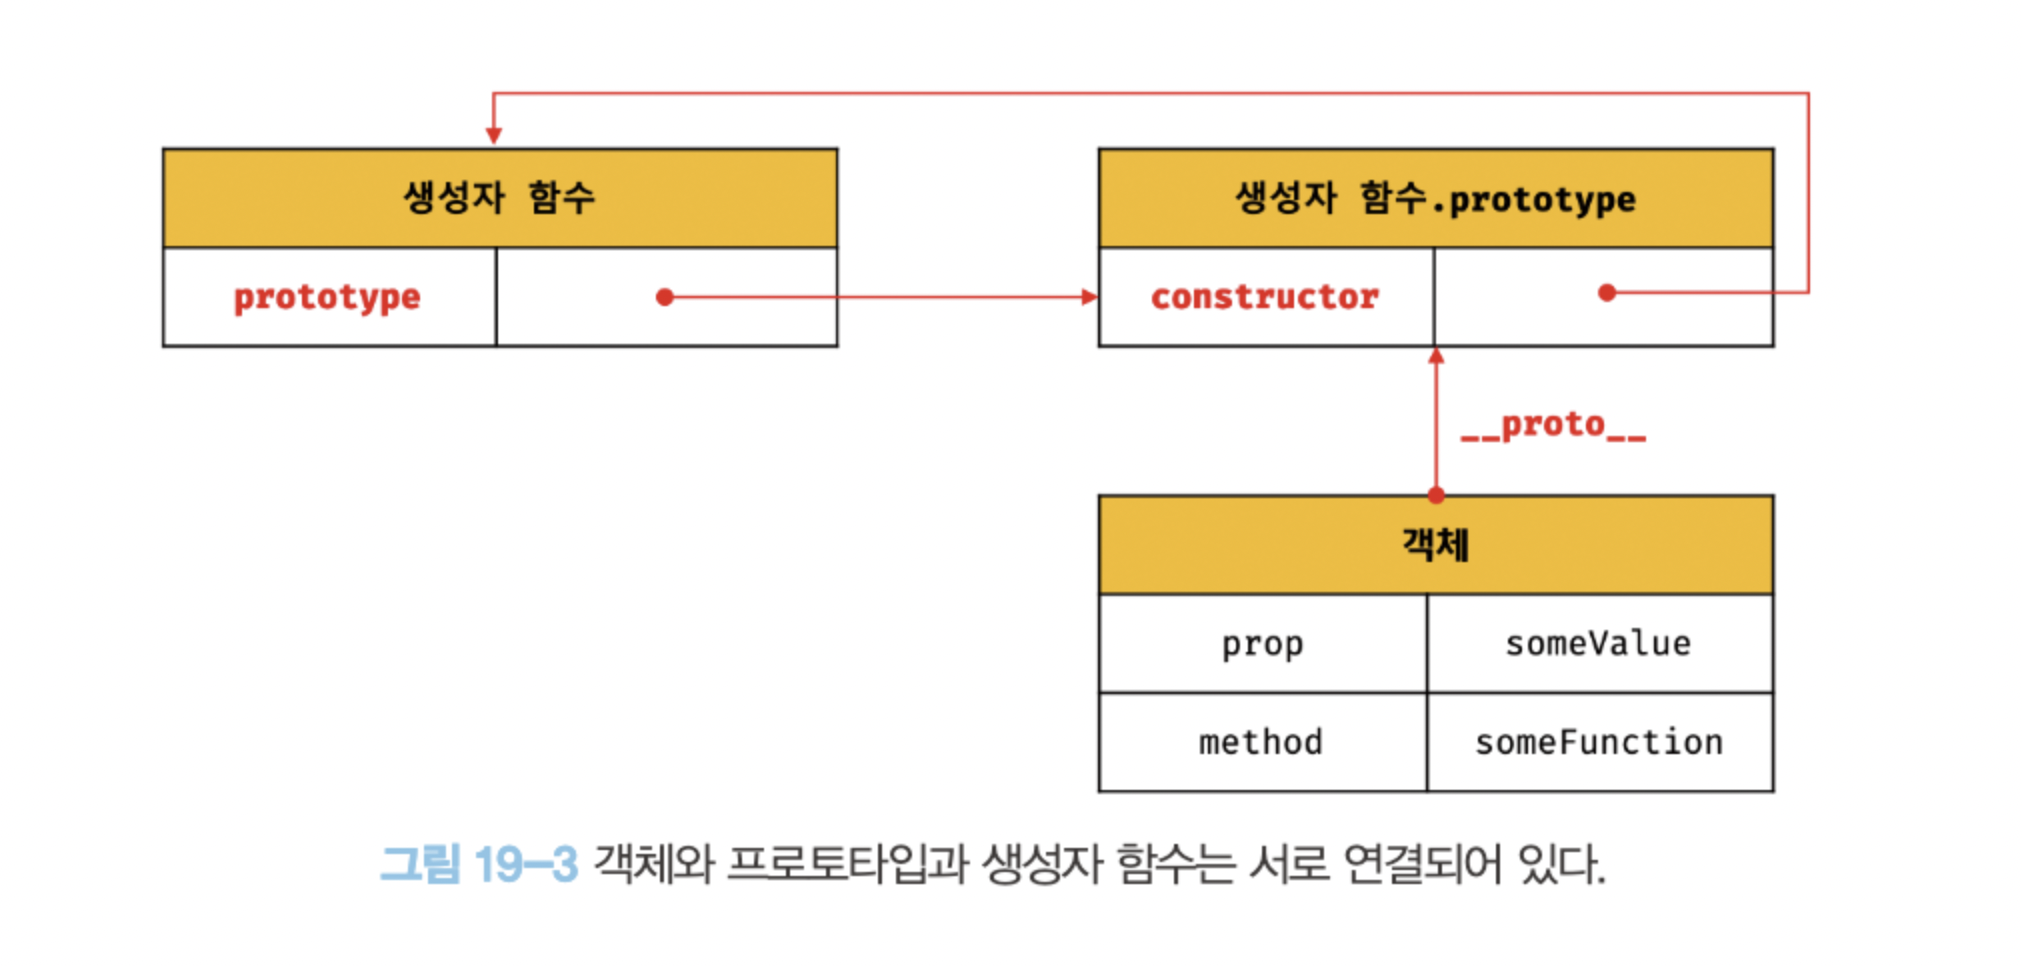 생성자 함수
생성자 함수.prototype
prototype
constructor
__proto__
객체
prop
someValue
method
someFunction
그림 19-3 객체와 프로토타입과 생성자 함수는 서로 연결되어 있다.